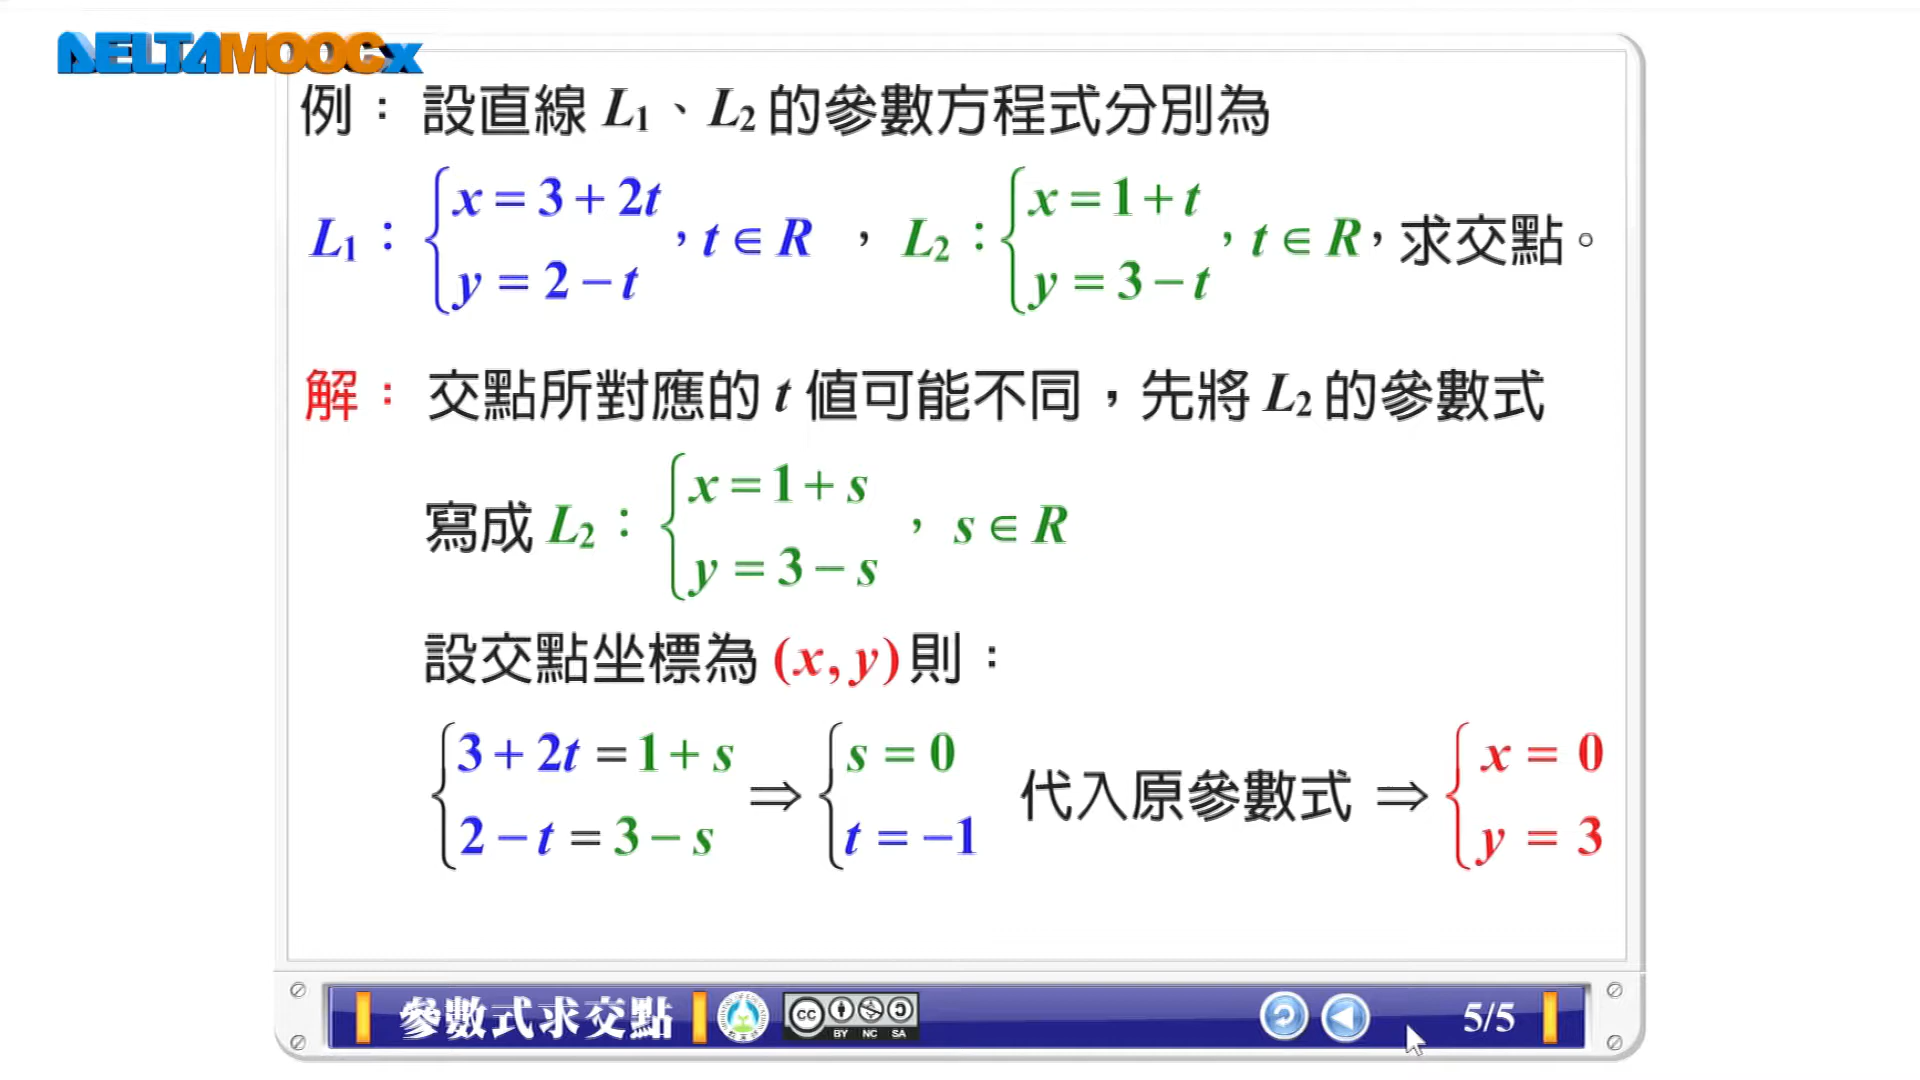 DELTAMOOCx
例： 設直線 L1、L2 的參數方程式分別為
L1：{x = 3 + 2t, y = 2 − t，t ∈ R ， L2：{x = 1 + t, y = 3 − t，t ∈ R，求交點。
解： 交點所對應的 t 值可能不同，先將 L2 的參數式
寫成 L2：{x = 1 + s, y = 3 − s ， s ∈ R
設交點坐標為 (x, y) 則：
{3 + 2t = 1 + s, 2 − t = 3 − s ⇒ {s = 0, t = −1 代入原參數式 ⇒ {x = 0, y = 3
參數式求交點 cc BY NC SA 5/5